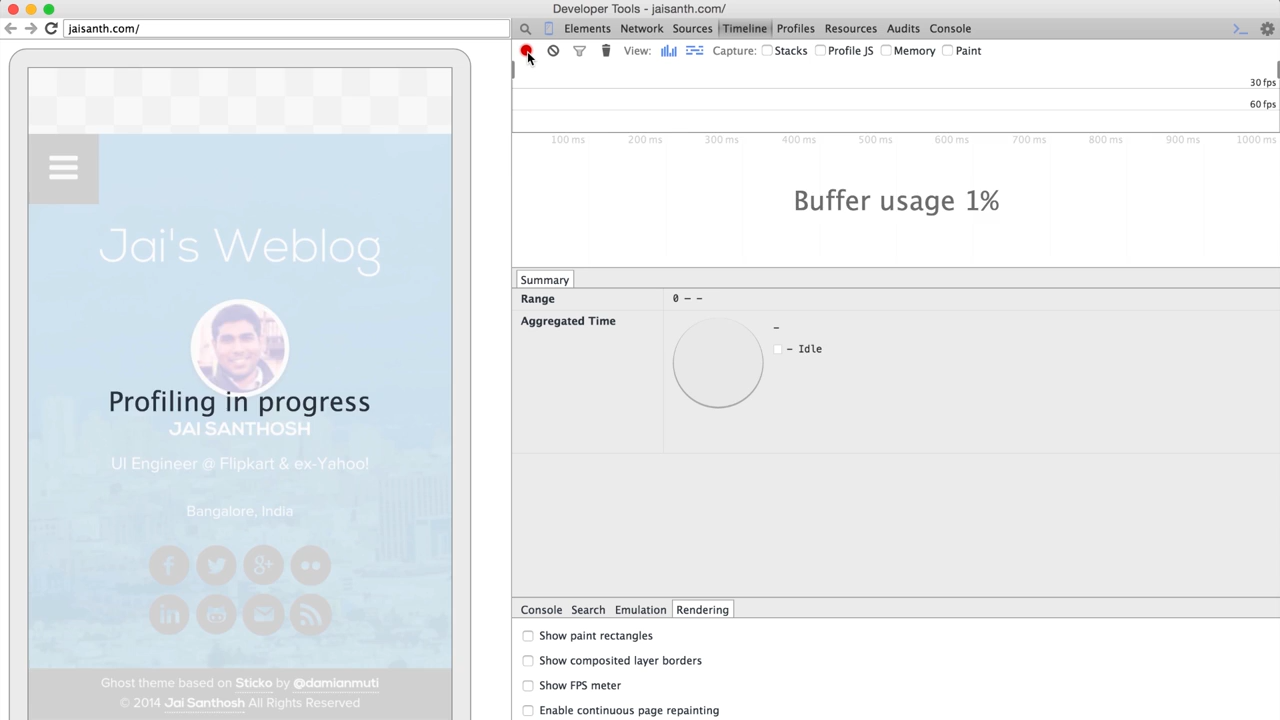 Developer Tools - jaisanth.com/
jaisanth.com/
Elements Network Sources Timeline Profiles Resources Audits Console
View: Capture: Stacks Profile JS Memory Paint
30 fps
60 fps
100 ms 200 ms 300 ms 400 ms 500 ms 600 ms 700 ms 800 ms 900 ms 1000 ms
Buffer usage 1%
Jai's Weblog
Profiling in progress
JAI SANTHOSH
UI Engineer @ Flipkart & ex-Yahoo!
Bangalore, India
f g+
in
Ghost theme based on Sticko by @damianmuti
© 2014 Jai Santhosh All Rights Reserved
Summary
Range 0 – –
Aggregated Time –
– Idle
Console Search Emulation Rendering
Show paint rectangles
Show composited layer borders
Show FPS meter
Enable continuous page repainting